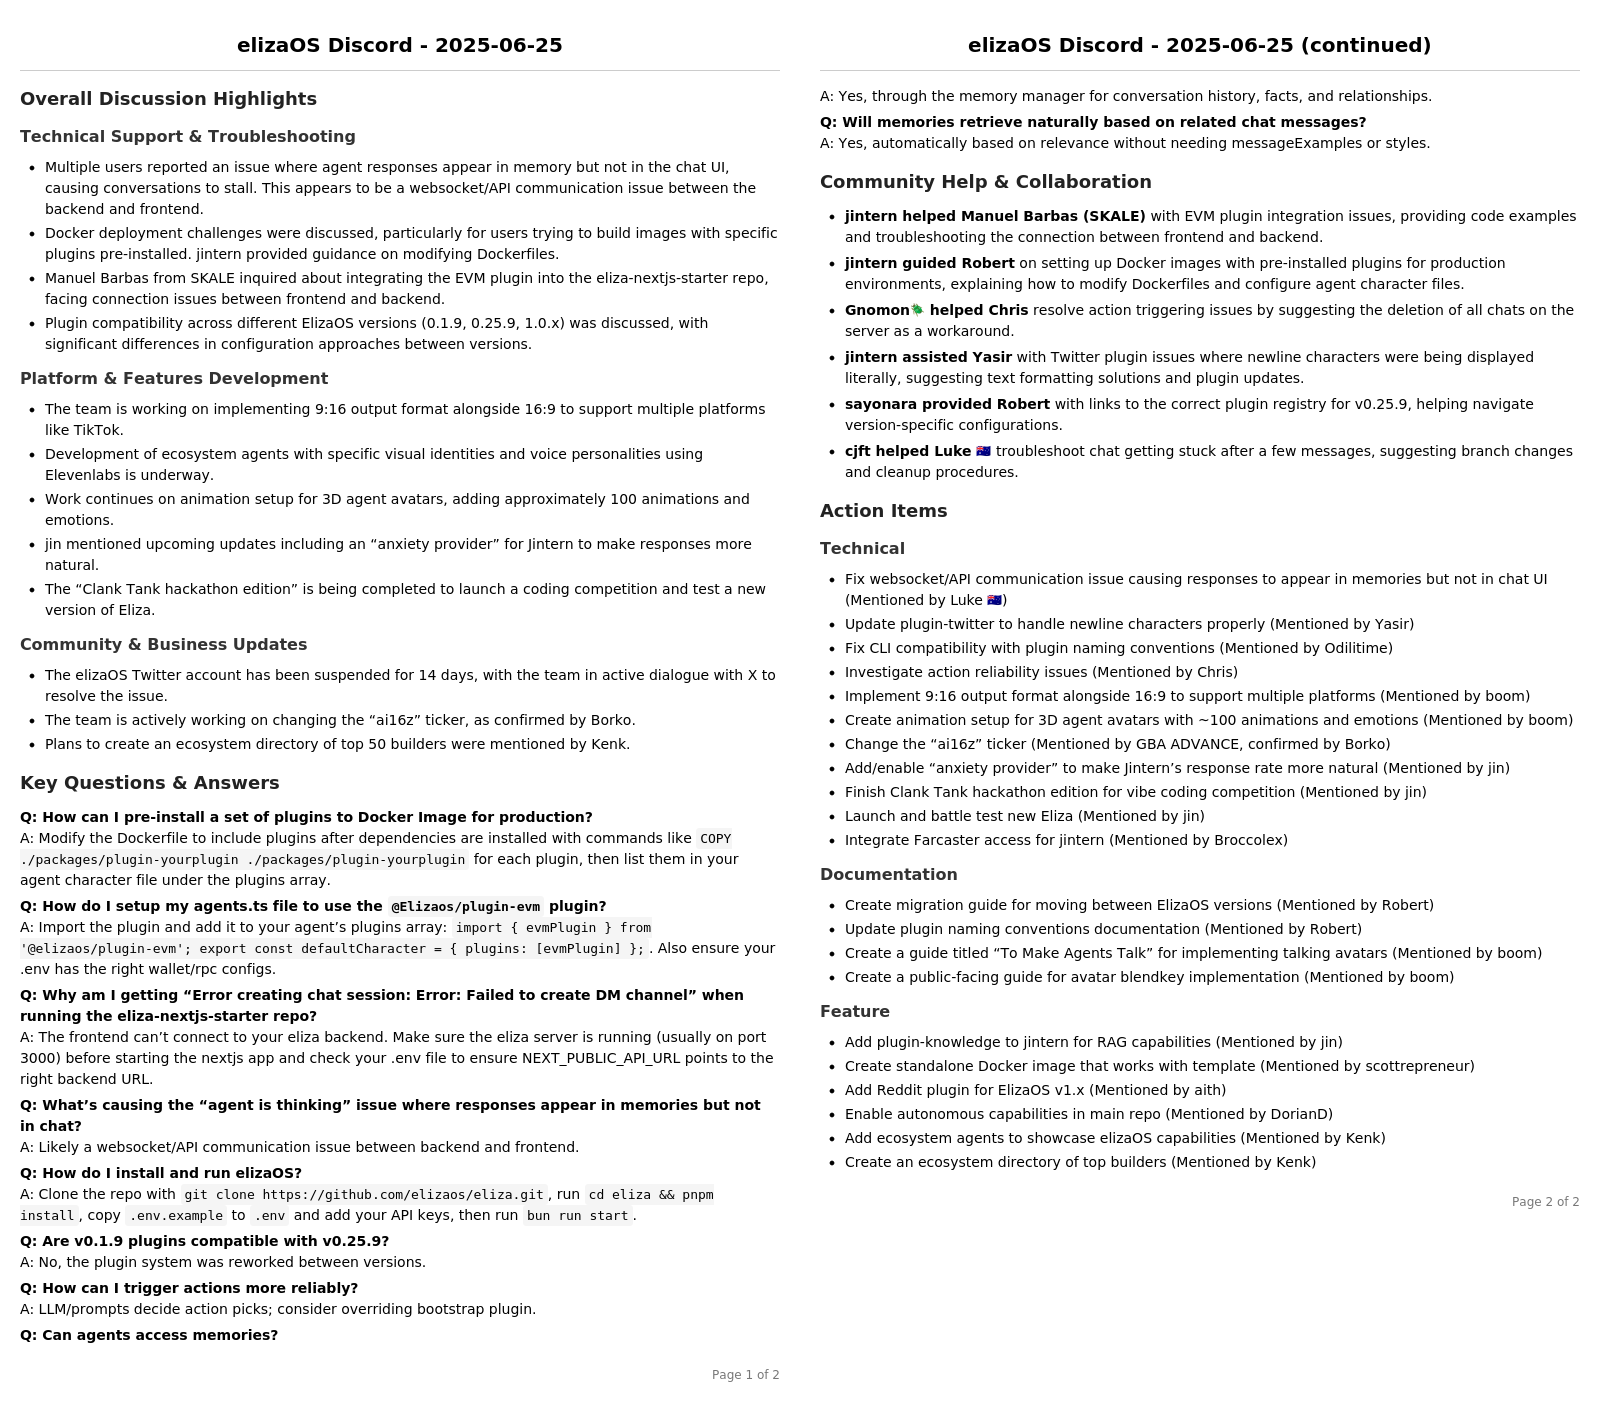 elizaOS Discord - 2025-06-25
Overall Discussion Highlights
Technical Support & Troubleshooting
• Multiple users reported an issue where agent responses appear in memory but not in the chat UI,
causing conversations to stall. This appears to be a websocket/API communication issue between the
backend and frontend.
• Docker deployment challenges were discussed, particularly for users trying to build images with specific
plugins pre-installed. jintern provided guidance on modifying Dockerfiles.
• Manuel Barbas from SKALE inquired about integrating the EVM plugin into the eliza-nextjs-starter repo,
facing connection issues between frontend and backend.
• Plugin compatibility across different ElizaOS versions (0.1.9, 0.25.9, 1.0.x) was discussed, with
significant differences in configuration approaches between versions.
Platform & Features Development
• The team is working on implementing 9:16 output format alongside 16:9 to support multiple platforms
like TikTok.
• Development of ecosystem agents with specific visual identities and voice personalities using
Elevenlabs is underway.
• Work continues on animation setup for 3D agent avatars, adding approximately 100 animations and
emotions.
• jin mentioned upcoming updates including an “anxiety provider” for Jintern to make responses more
natural.
• The “Clank Tank hackathon edition” is being completed to launch a coding competition and test a new
version of Eliza.
Community & Business Updates
• The elizaOS Twitter account has been suspended for 14 days, with the team in active dialogue with X to
resolve the issue.
• The team is actively working on changing the “ai16z” ticker, as confirmed by Borko.
• Plans to create an ecosystem directory of top 50 builders were mentioned by Kenk.
Key Questions & Answers
Q: How can I pre-install a set of plugins to Docker Image for production?
A: Modify the Dockerfile to include plugins after dependencies are installed with commands like COPY
./packages/plugin-yourplugin ./packages/plugin-yourplugin for each plugin, then list them in your
agent character file under the plugins array.
Q: How do I setup my agents.ts file to use the @Elizaos/plugin-evm plugin?
A: Import the plugin and add it to your agent’s plugins array: import { evmPlugin } from
'@elizaos/plugin-evm'; export const defaultCharacter = { plugins: [evmPlugin] };. Also ensure your
.env has the right wallet/rpc configs.
Q: Why am I getting “Error creating chat session: Error: Failed to create DM channel” when
running the eliza-nextjs-starter repo?
A: The frontend can’t connect to your eliza backend. Make sure the eliza server is running (usually on port
3000) before starting the nextjs app and check your .env file to ensure NEXT_PUBLIC_API_URL points to the
right backend URL.
Q: What’s causing the “agent is thinking” issue where responses appear in memories but not
in chat?
A: Likely a websocket/API communication issue between backend and frontend.
Q: How do I install and run elizaOS?
A: Clone the repo with git clone https://github.com/elizaos/eliza.git, run cd eliza && pnpm
install, copy .env.example to .env and add your API keys, then run bun run start.
Q: Are v0.1.9 plugins compatible with v0.25.9?
A: No, the plugin system was reworked between versions.
Q: How can I trigger actions more reliably?
A: LLM/prompts decide action picks; consider overriding bootstrap plugin.
Q: Can agents access memories?
Page 1 of 2
elizaOS Discord - 2025-06-25 (continued)
A: Yes, through the memory manager for conversation history, facts, and relationships.
Q: Will memories retrieve naturally based on related chat messages?
A: Yes, automatically based on relevance without needing messageExamples or styles.
Community Help & Collaboration
• jintern helped Manuel Barbas (SKALE) with EVM plugin integration issues, providing code examples
and troubleshooting the connection between frontend and backend.
• jintern guided Robert on setting up Docker images with pre-installed plugins for production
environments, explaining how to modify Dockerfiles and configure agent character files.
• Gnomon🪲 helped Chris resolve action triggering issues by suggesting the deletion of all chats on the
server as a workaround.
• jintern assisted Yasir with Twitter plugin issues where newline characters were being displayed
literally, suggesting text formatting solutions and plugin updates.
• sayonara provided Robert with links to the correct plugin registry for v0.25.9, helping navigate
version-specific configurations.
• cjft helped Luke 🇦🇺 troubleshoot chat getting stuck after a few messages, suggesting branch changes
and cleanup procedures.
Action Items
Technical
• Fix websocket/API communication issue causing responses to appear in memories but not in chat UI
(Mentioned by Luke 🇦🇺)
• Update plugin-twitter to handle newline characters properly (Mentioned by Yasir)
• Fix CLI compatibility with plugin naming conventions (Mentioned by Odilitime)
• Investigate action reliability issues (Mentioned by Chris)
• Implement 9:16 output format alongside 16:9 to support multiple platforms (Mentioned by boom)
• Create animation setup for 3D agent avatars with ~100 animations and emotions (Mentioned by boom)
• Change the “ai16z” ticker (Mentioned by GBA ADVANCE, confirmed by Borko)
• Add/enable “anxiety provider” to make Jintern’s response rate more natural (Mentioned by jin)
• Finish Clank Tank hackathon edition for vibe coding competition (Mentioned by jin)
• Launch and battle test new Eliza (Mentioned by jin)
• Integrate Farcaster access for jintern (Mentioned by Broccolex)
Documentation
• Create migration guide for moving between ElizaOS versions (Mentioned by Robert)
• Update plugin naming conventions documentation (Mentioned by Robert)
• Create a guide titled “To Make Agents Talk” for implementing talking avatars (Mentioned by boom)
• Create a public-facing guide for avatar blendkey implementation (Mentioned by boom)
Feature
• Add plugin-knowledge to jintern for RAG capabilities (Mentioned by jin)
• Create standalone Docker image that works with template (Mentioned by scottrepreneur)
• Add Reddit plugin for ElizaOS v1.x (Mentioned by aith)
• Enable autonomous capabilities in main repo (Mentioned by DorianD)
• Add ecosystem agents to showcase elizaOS capabilities (Mentioned by Kenk)
• Create an ecosystem directory of top builders (Mentioned by Kenk)
Page 2 of 2